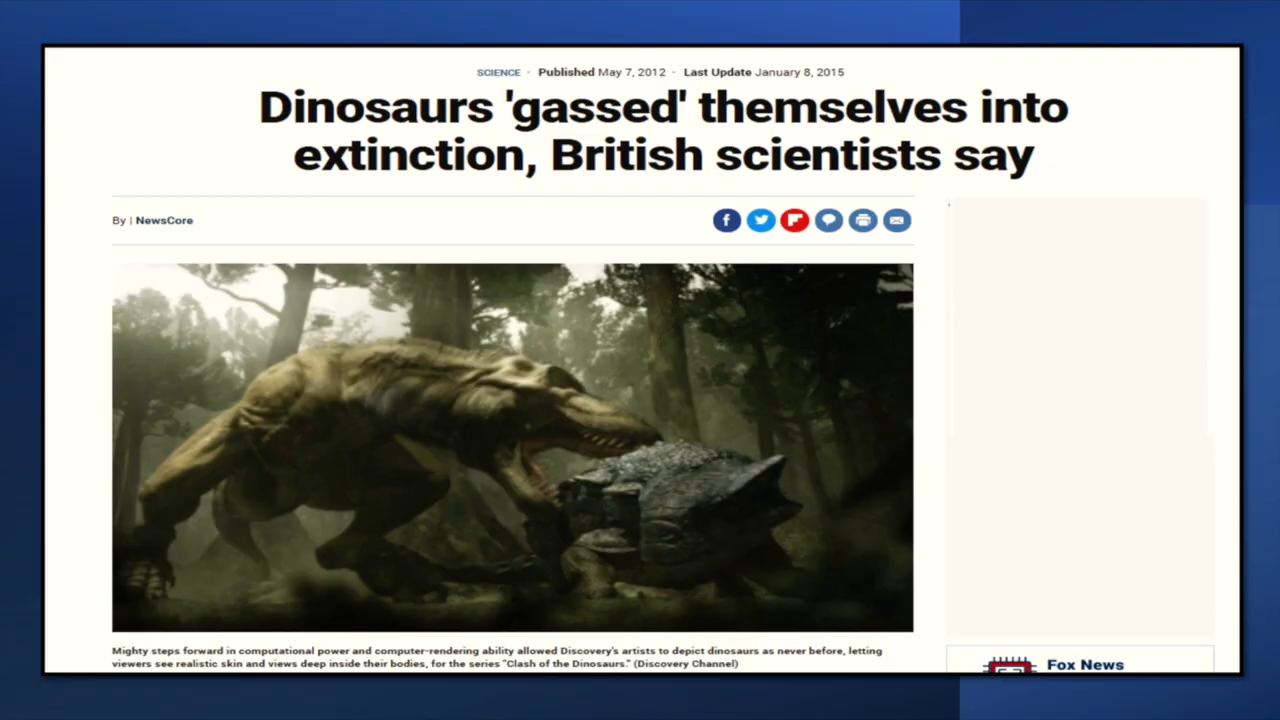 SCIENCE · Published May 7, 2012 · Last Update January 8, 2015
Dinosaurs 'gassed' themselves into
extinction, British scientists say
By | NewsCore
Mighty steps forward in computational power and computer-rendering ability allowed Discovery's artists to depict dinosaurs as never before, letting
viewers see realistic skin and views deep inside their bodies, for the series "Clash of the Dinosaurs." (Discovery Channel)
Fox News